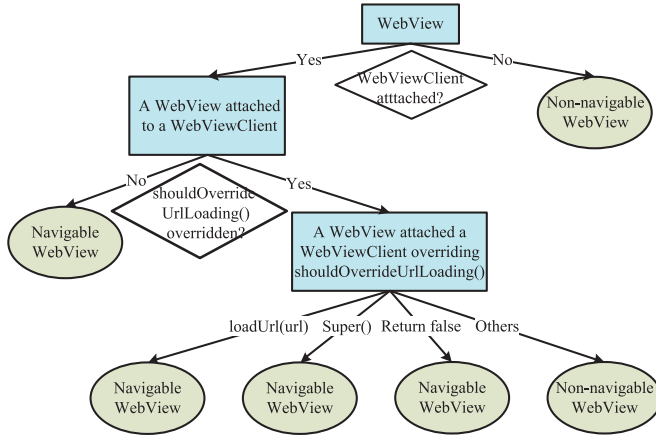 WebView
Yes
No
WebViewClient
atttached?
A WebView attached
to a WebViewClient
Non-navigable
WebView
No
Yes
shouldOverride
UrlLoading()
overridden?
Navigable
WebView
A WebView attached a
WebViewClient overriding
shouldOverrideUrlLoading()
loadUrl(url)
Super()
Return false
Others
Navigable
WebView
Navigable
WebView
Navigable
WebView
Non-navigable
WebView